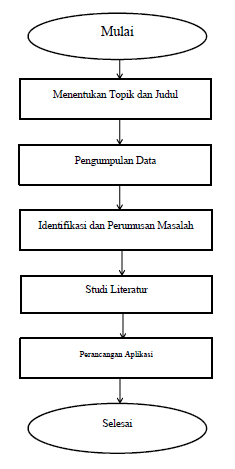 Mulai
Menentukan Topik dan Judul
Pengumpulan Data
Identifikasi dan Perumusan Masalah
Studi Literatur
Perancangan Aplikasi
Selesai